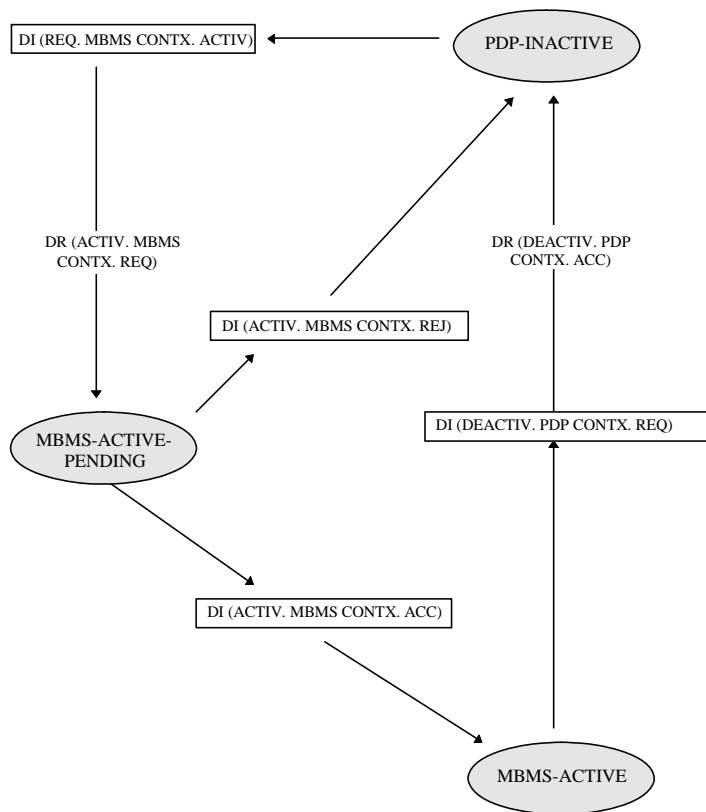 DI (REQ. MBMS CONTX. ACTIV)
PDP-INACTIVE
DR (ACTIV. MBMS
CONTX. REQ)
DR (DEACTIV. PDP
CONTX. ACC)
DI (ACTIV. MBMS CONTX. REJ)
MBMS-ACTIVE-
PENDING
DI (DEACTIV. PDP CONTX. REQ)
DI (ACTIV. MBMS CONTX. ACC)
MBMS-ACTIVE